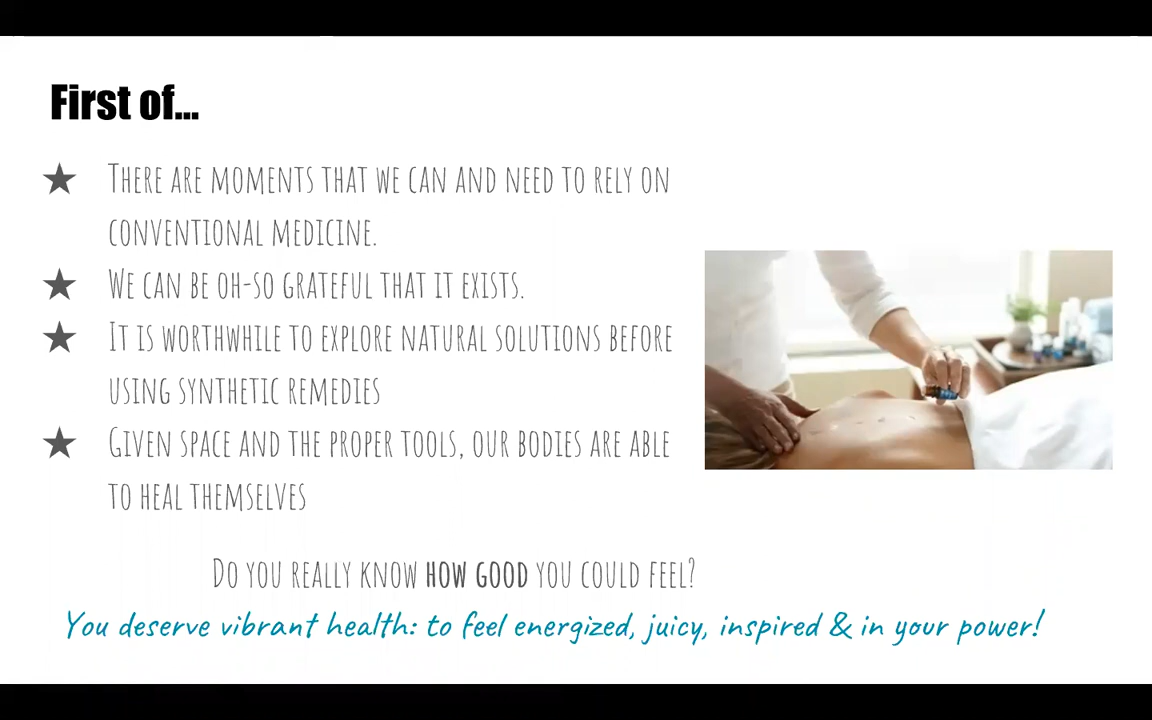 First of...
★ There are moments that we can and need to rely on
conventional medicine.
★ We can be oh-so grateful that it exists.
★ It is worthwhile to explore natural solutions before
using synthetic remedies
★ Given space and the proper tools, our bodies are able
to heal themselves
Do you really know how good you could feel?
You deserve vibrant health: to feel energized, juicy, inspired & in your power!